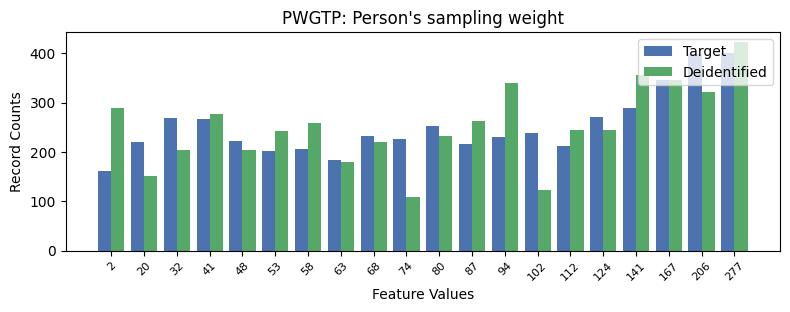 PWGTP: Person's sampling weight
Target
Deidentified
Record Counts
400
300
200
100
0
2 20 32 41 48 53 58 63 68 74 80 87 94 102 112 124 141 167 206 277
Feature Values